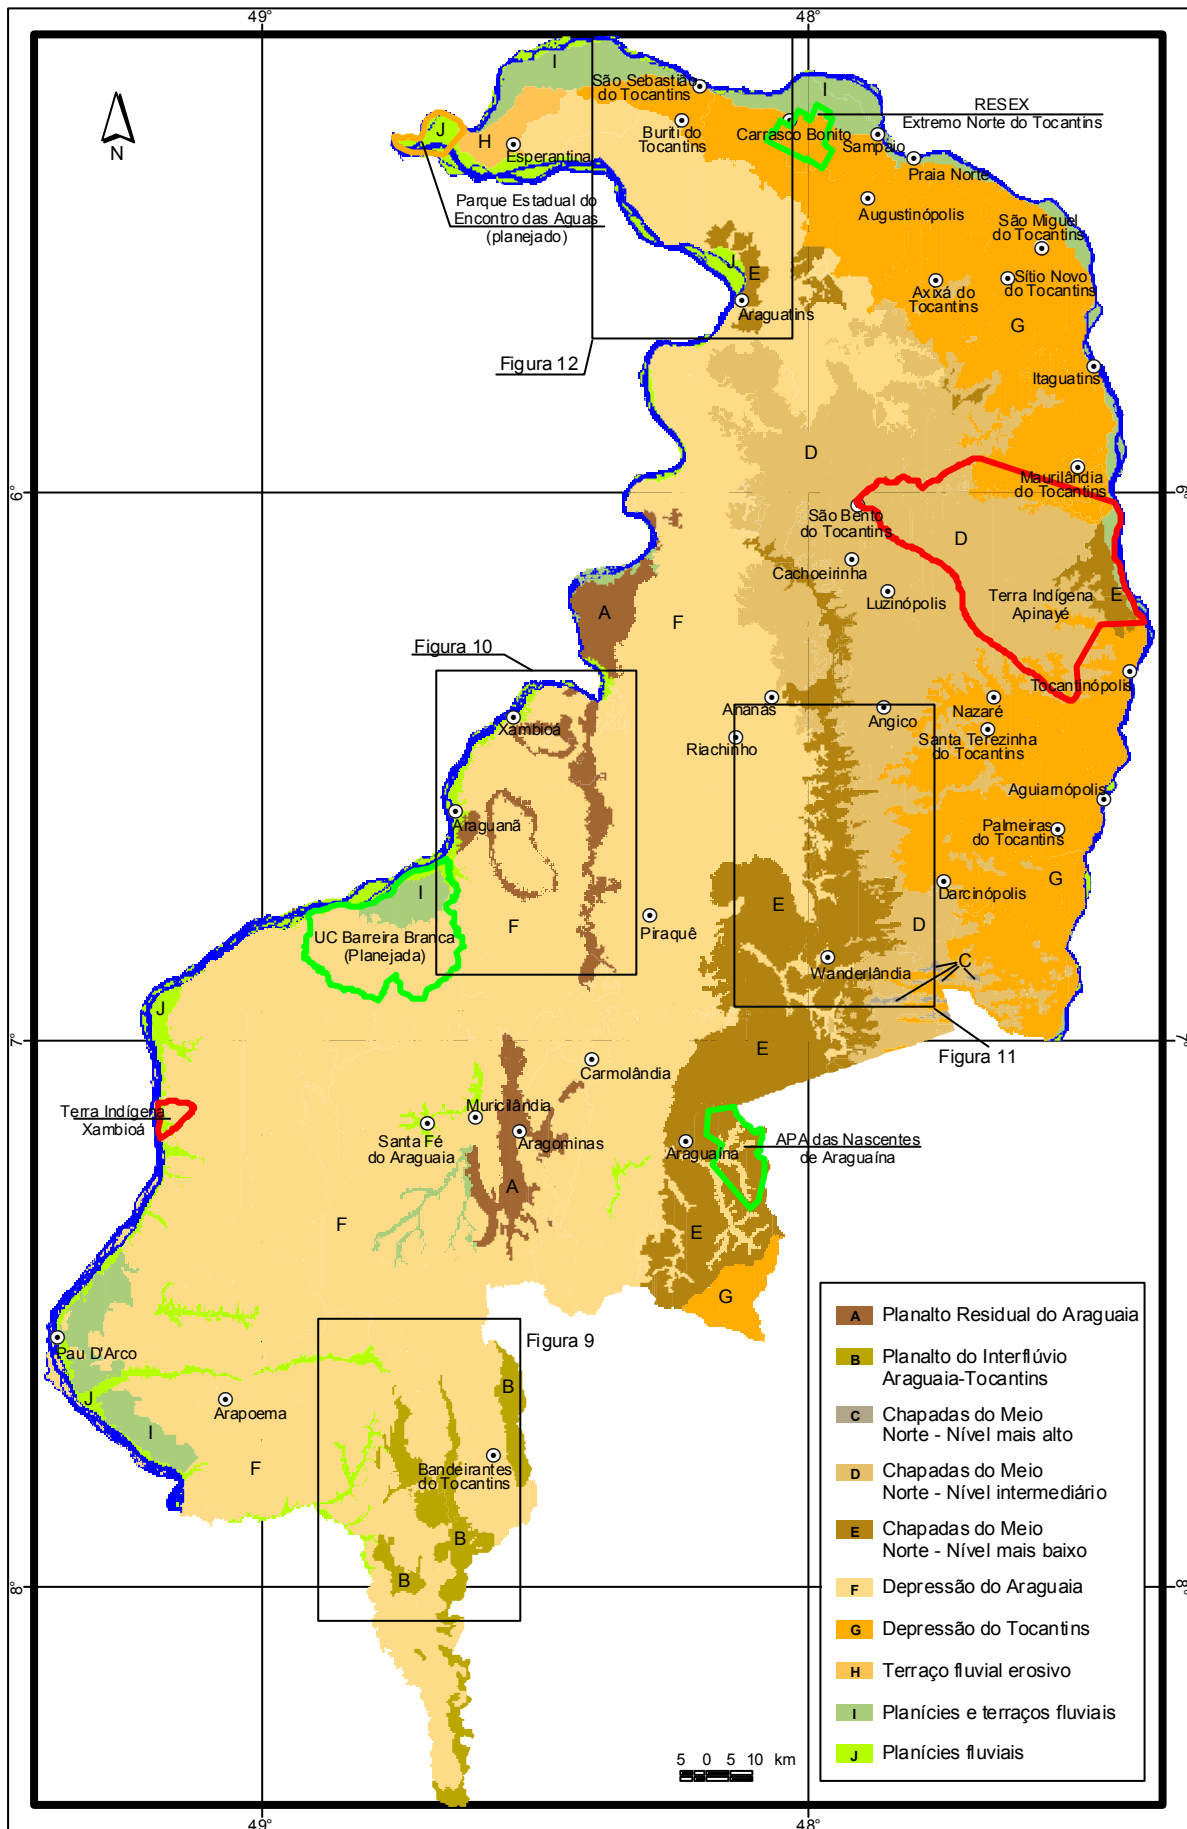 49°
48°
N
I
São Sebastião
do Tocantins
I
RESEX
Extremo Norte do Tocantins
J
H
Esperantina
Buriti do
Tocantins
Carrasco Bonito
Sampaio
Praia Norte
Parque Estadual do
Encontro das Aguas
(planejado)
Augustinópolis
São Miguel
do Tocantins
J
E
Araguatins
Axixá do
Tocantins
Sítio Novo
do Tocantins
G
Figura 12
Itaguatins
D
Maurilândia
do Tocantins
6°
6°
São Bento
do Tocantins
D
Cachoeirinha
Luzinópolis
Terra Indígena
Apinayé
E
A
F
Figura 10
Tocantinópolis
Xambioá
Ananás
Angico
Nazaré
Riachinho
Santa Terezinha
do Tocantins
Aguiarnópolis
Araguanã
Palmeiras
do Tocantins
I
E
Darcinópolis
G
F
Piraquê
D
UC Barreira Branca
(Planejada)
Wanderlândia
C
J
7°
7°
E
Figura 11
Carmolândia
Terra Indígena
Xambioá
Muricilândia
Santa Fé
do Araguaia
Aragominas
Araguaína
APA das Nascentes
de Araguaína
A
F
E
G
Pau D'Arco
Figura 9
J
Arapoema
B
I
F
Bandeirantes
do Tocantins
B
B
8°
8°
A Planalto Residual do Araguaia
B Planalto do Interflúvio
Araguaia-Tocantins
C Chapadas do Meio
Norte - Nível mais alto
D Chapadas do Meio
Norte - Nível intermediário
E Chapadas do Meio
Norte - Nível mais baixo
F Depressão do Araguaia
G Depressão do Tocantins
H Terraço fluvial erosivo
I Planícies e terraços fluviais
J Planícies fluviais
5 0 5 10 km
49°
48°